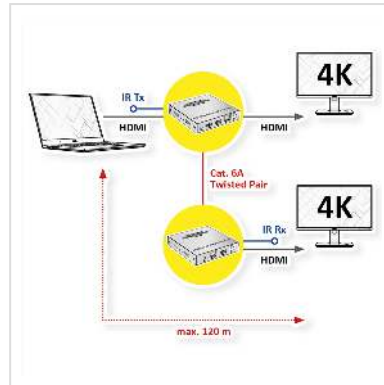 4K
IR Tx
HDMI
HDMI
Cat. 6A
Twisted Pair
4K
IR Rx
HDMI
max. 120 m